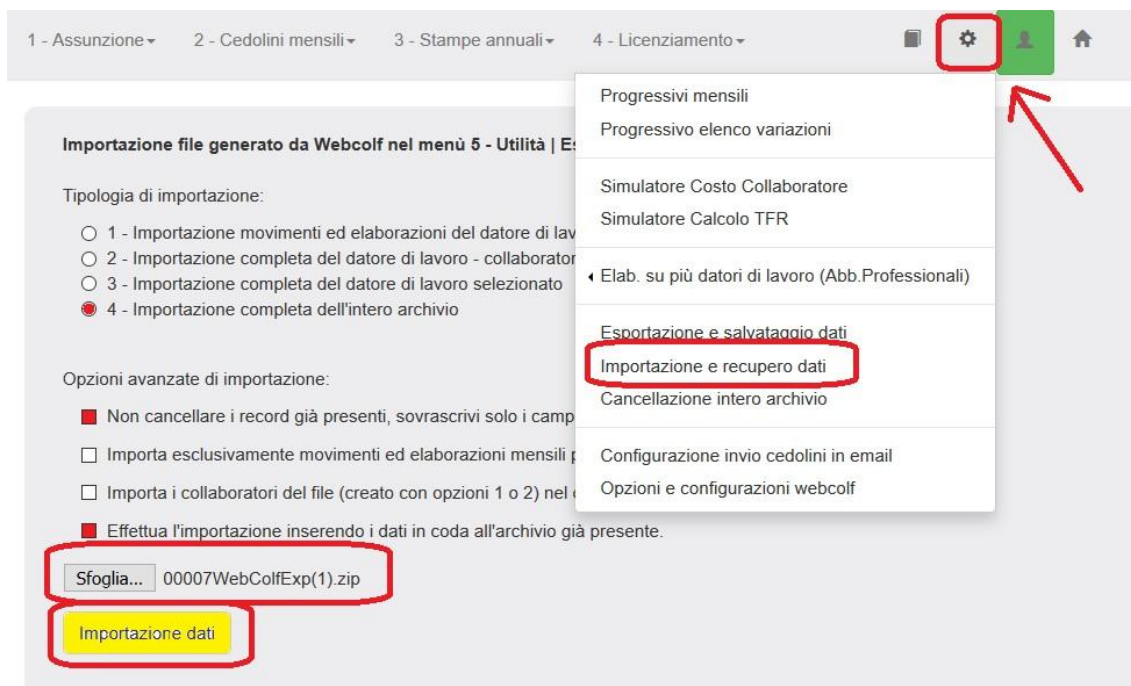 1 - Assunzione 2 - Cedolini mensili 3 - Stampe annuali 4 - Licenziamento
Progressivi mensili
Progressivo elenco variazioni
Simulatore Costo Collaboratore
Simulatore Calcolo TFR
Elab. su più datori di lavoro (Abb.Professionali)
Esportazione e salvataggio dati
Importazione e recupero dati
Cancellazione intero archivio
Configurazione invio cedolini in email
Opzioni e configurazioni webcolf
Importazione file generato da Webcolf nel menù 5 - Utilità |
Tipologia di importazione:
1 - Importazione movimenti ed elaborazioni del datore di
2 - Importazione completa del datore di lavoro -
3 - Importazione completa del datore di lavoro selezionato
4 - Importazione completa dell'intero archivio
Opzioni avanzate di importazione:
Non cancellare i record già presenti, sovrascrivi solo i
Importa esclusivamente movimenti ed elaborazioni mensili
Importa i collaboratori del file (creato con opzioni 1 o 2) nel
Effettua l'importazione inserendo i dati in coda all'archivio già presente.
Sfoglia... 00007WebColfExp(1).zip
Importazione dati